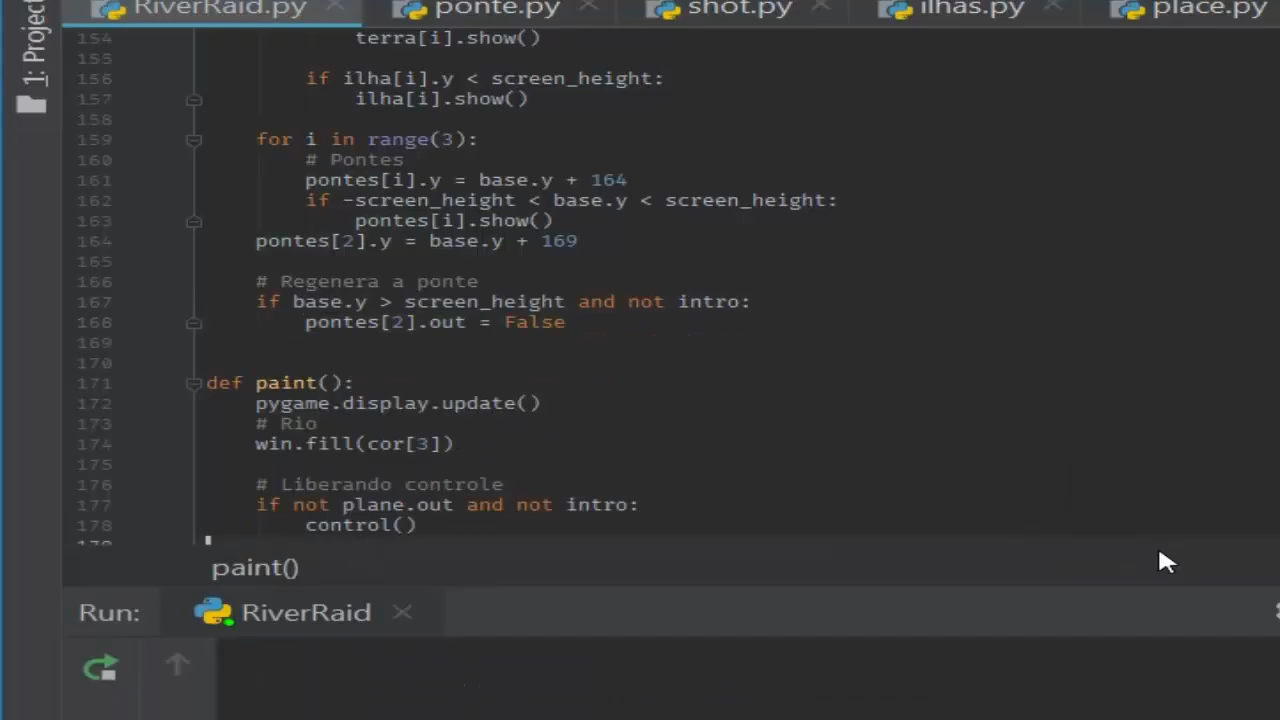 1: Project
RiverRaid.py ponte.py shot.py ilhas.py place.py
154 terra[i].show()
155
156 if ilha[i].y < screen_height:
157 ilha[i].show()
158
159 for i in range(3):
160 # Pontes
161 pontes[i].y = base.y + 164
162 if -screen_height < base.y < screen_height:
163 pontes[i].show()
164 pontes[2].y = base.y + 169
165
166 # Regenera a ponte
167 if base.y > screen_height and not intro:
168 pontes[2].out = False
169
170
171 def paint():
172 pygame.display.update()
173 # Rio
174 win.fill(cor[3])
175
176 # Liberando controle
177 if not plane.out and not intro:
178 control()
179
paint()
Run: RiverRaid